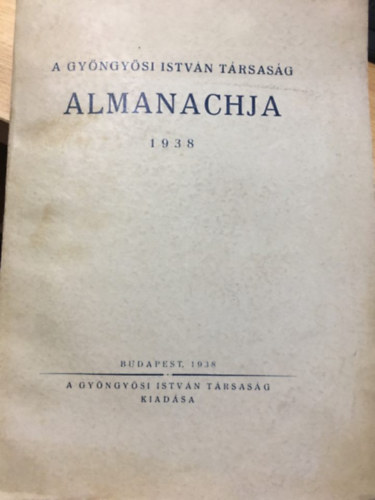 A GYÖNGYÖSI ISTVÁN TÁRSASÁG
ALMANACHJA
1938
BUDAPEST, 1938
A GYÖNGYÖSI ISTVÁN TÁRSASÁG
KIADÁSA